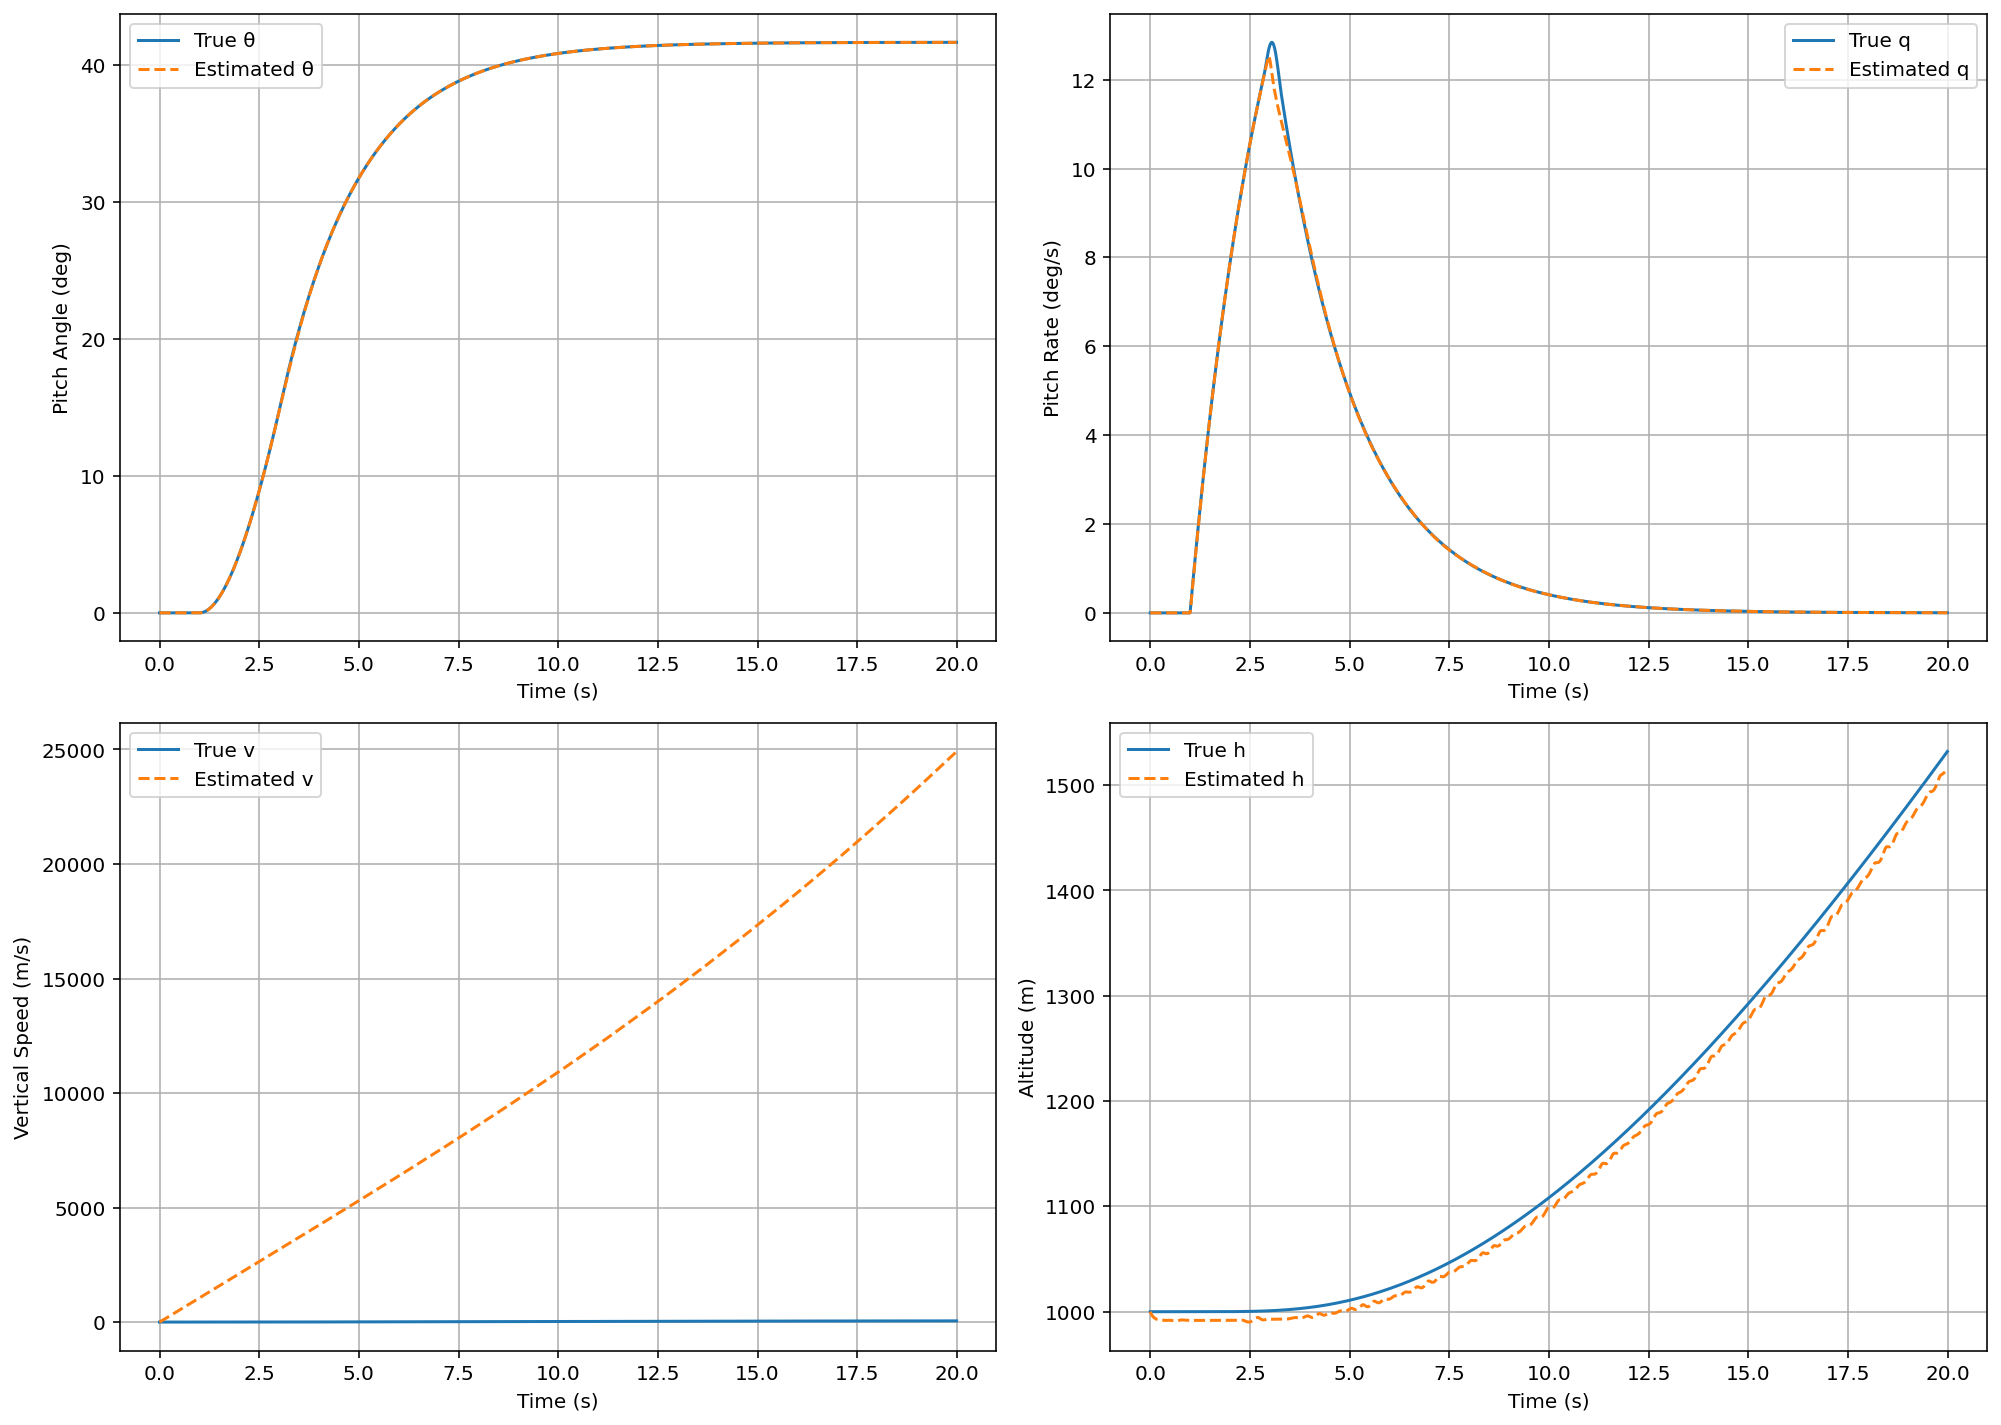 True θ
Estimated θ
40
30
20
10
0
Pitch Angle (deg)
0.0 2.5 5.0 7.5 10.0 12.5 15.0 17.5 20.0
Time (s)
True q
Estimated q
12
10
8
6
4
2
0
Pitch Rate (deg/s)
0.0 2.5 5.0 7.5 10.0 12.5 15.0 17.5 20.0
Time (s)
True v
Estimated v
25000
20000
15000
10000
5000
0
Vertical Speed (m/s)
0.0 2.5 5.0 7.5 10.0 12.5 15.0 17.5 20.0
Time (s)
True h
Estimated h
1500
1400
1300
1200
1100
1000
Altitude (m)
0.0 2.5 5.0 7.5 10.0 12.5 15.0 17.5 20.0
Time (s)